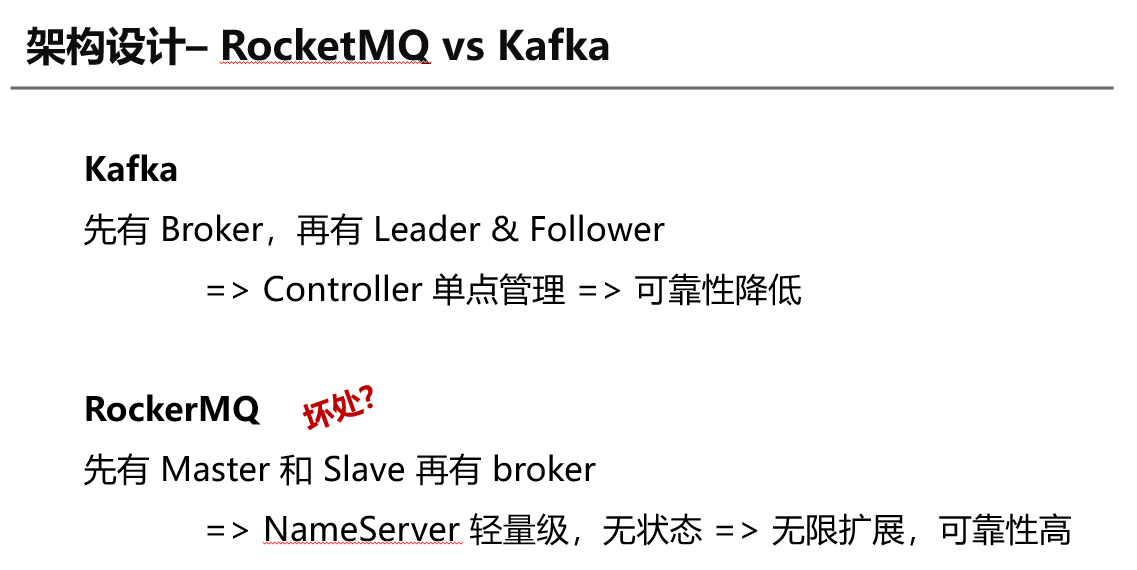 架构设计– RocketMQ vs Kafka
Kafka
先有 Broker，再有 Leader & Follower
=> Controller 单点管理 => 可靠性降低
RockerMQ 坏处?
先有 Master 和 Slave 再有 broker
=> NameServer 轻量级，无状态 => 无限扩展，可靠性高